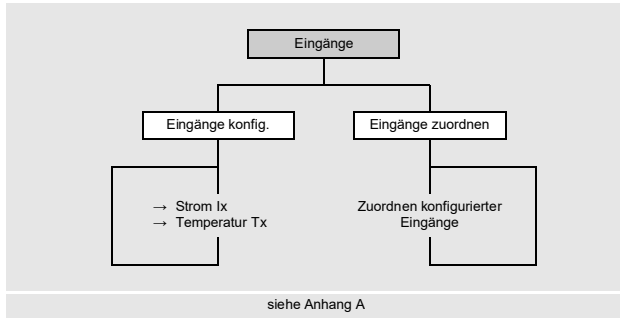 Eingänge
Eingänge konfig.
Eingänge zuordnen
→ Strom Ix
→ Temperatur Tx
Zuordnen konfigurierter
Eingänge
siehe Anhang A